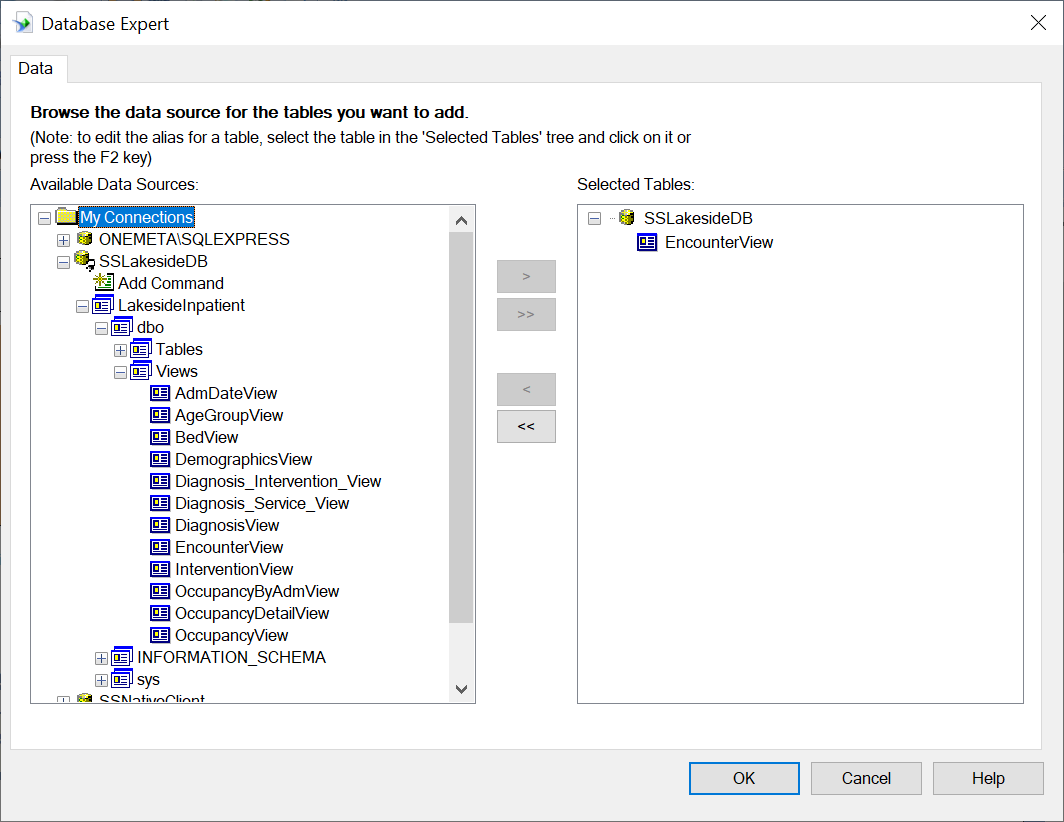 Database Expert
Data
Browse the data source for the tables you want to add.
(Note: to edit the alias for a table, select the table in the 'Selected Tables' tree and click on it or
press the F2 key)
Available Data Sources:
My Connections
ONEMETA\SQLEXPRESS
SSLakesideDB
Add Command
LakesideInpatient
dbo
Tables
Views
AdmDateView
AgeGroupView
BedView
DemographicsView
Diagnosis_Intervention_View
Diagnosis_Service_View
DiagnosisView
EncounterView
InterventionView
OccupancyByAdmView
OccupancyDetailView
OccupancyView
INFORMATION_SCHEMA
sys
SSNativeClient
>
>>
<
<<
Selected Tables:
SSLakesideDB
EncounterView
OK
Cancel
Help